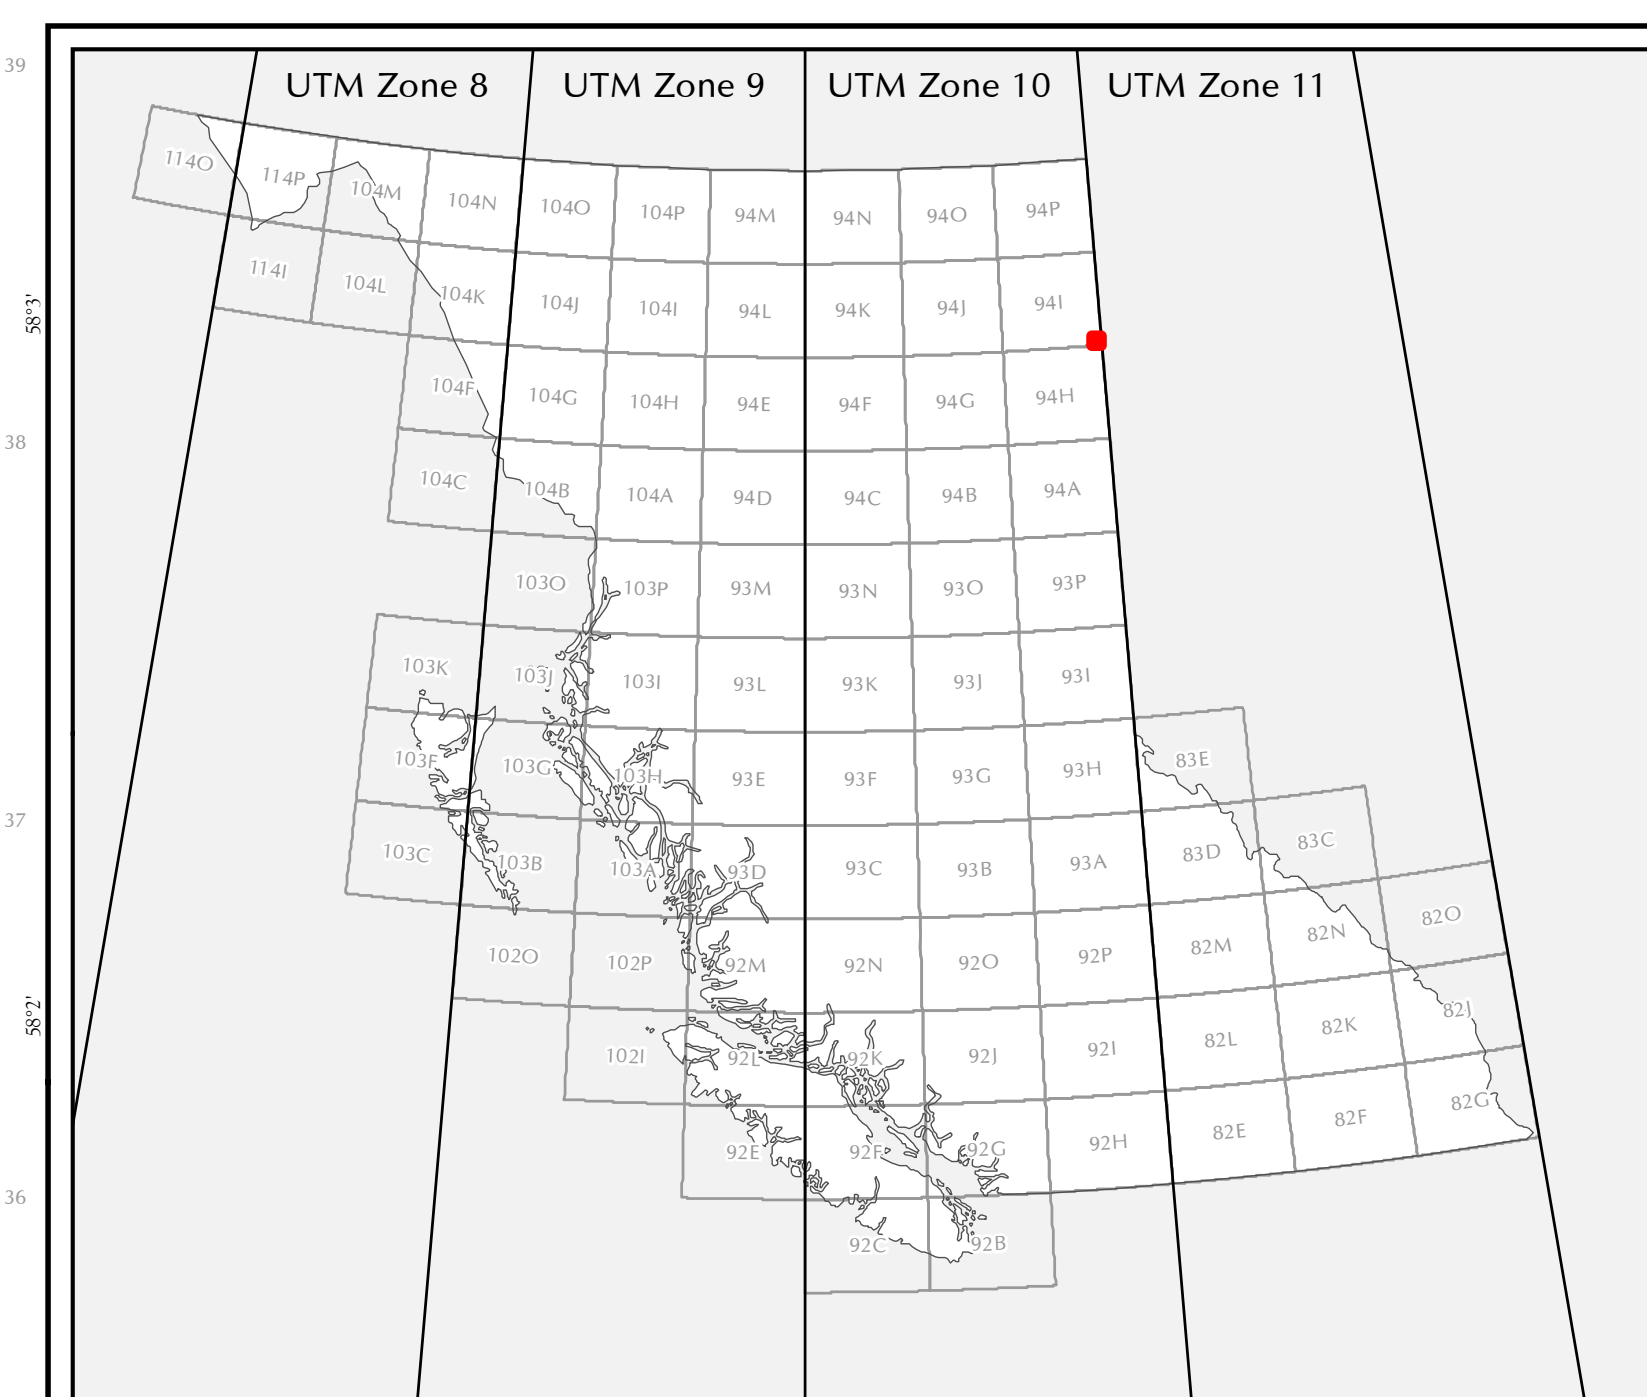 39
UTM Zone 8 UTM Zone 9 UTM Zone 10 UTM Zone 11
114O 114P 104M 104N 104O 104P 94M 94N 94O 94P
114I 104L 104K 104J 104I 94L 94K 94J 94I
58°3'
104F 104G 104H 94E 94F 94G 94H
38
104C 104B 104A 94D 94C 94B 94A
103O 103P 93M 93N 93O 93P
103K 103J 103I 93L 93K 93J 93I
103F 103G 103H 93E 93F 93G 93H 83E
37
103C 103B 103A 93D 93C 93B 93A 83D 83C
102O 102P 92M 92N 92O 92P 82M 82N 82O
58°2'
102I 92L 92K 92J 92I 82L 82K 82J
92E 92F 92G 92H 82E 82F 82G
36
92C 92B